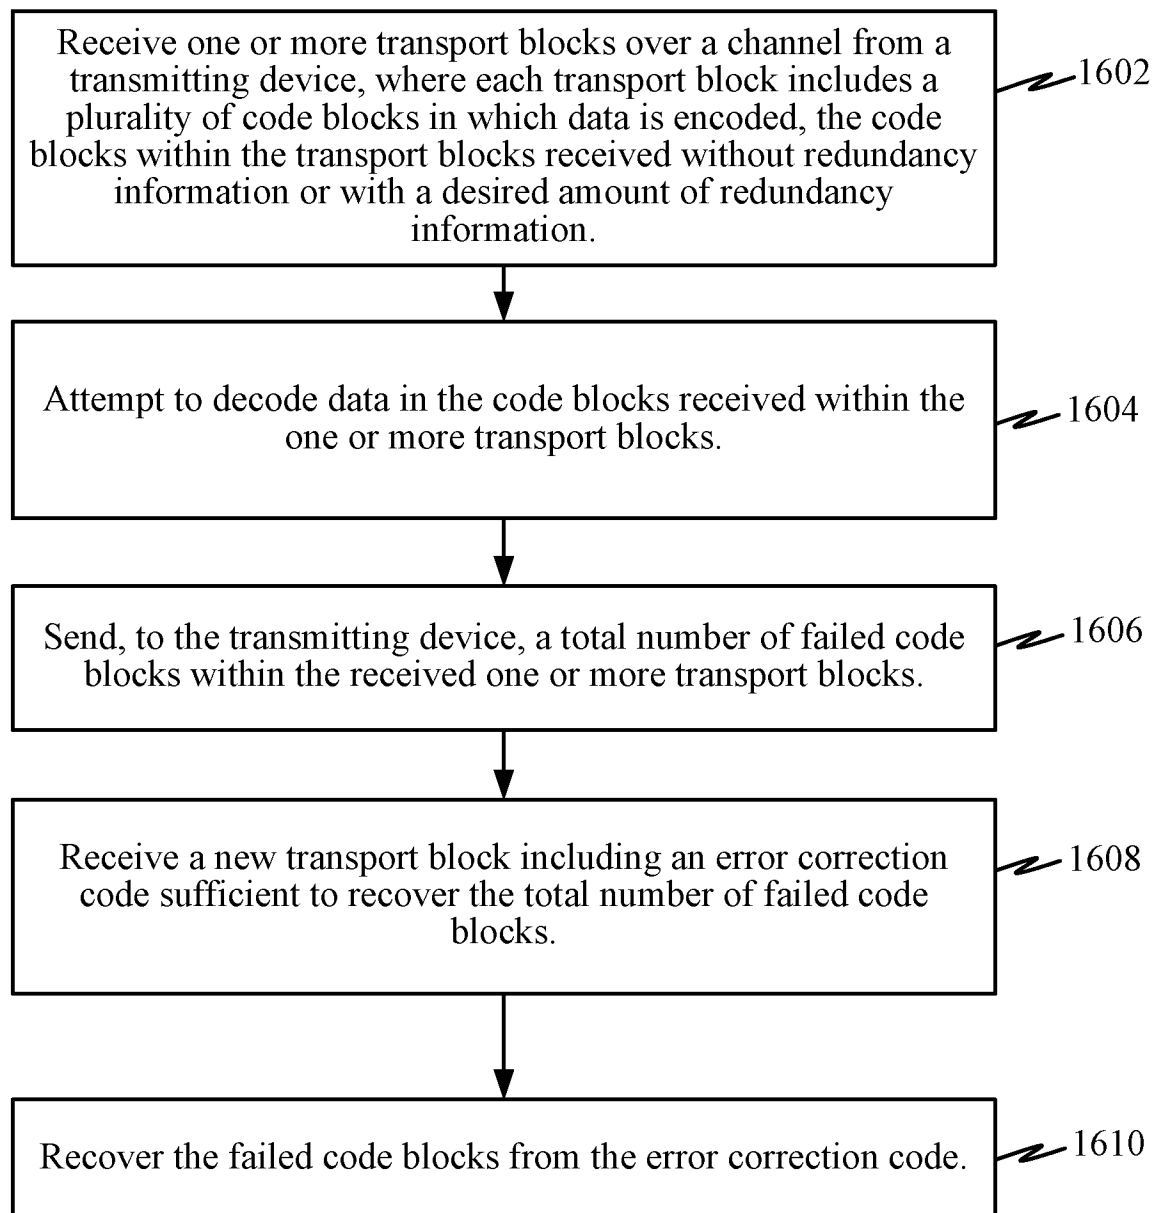 Receive one or more transport blocks over a channel from a
transmitting device, where each transport block includes a
plurality of code blocks in which data is encoded, the code
blocks within the transport blocks received without redundancy
information or with a desired amount of redundancy
information.
1602
Attempt to decode data in the code blocks received within the
one or more transport blocks.
1604
Send, to the transmitting device, a total number of failed code
blocks within the received one or more transport blocks.
1606
Receive a new transport block including an error correction
code sufficient to recover the total number of failed code
blocks.
1608
Recover the failed code blocks from the error correction code.
1610